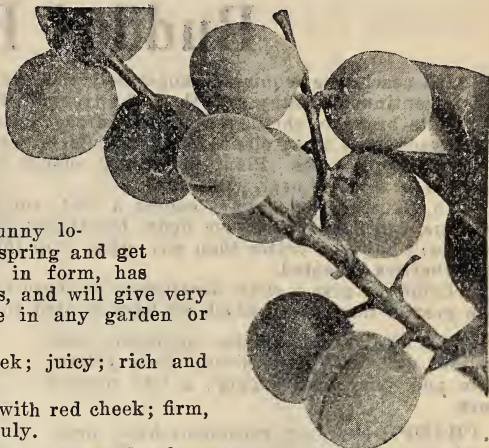 unny lo-
spring and get
in form, has
s, and will give very
e in any garden or
ek; juicy; rich and
with red cheek; firm,
uly.